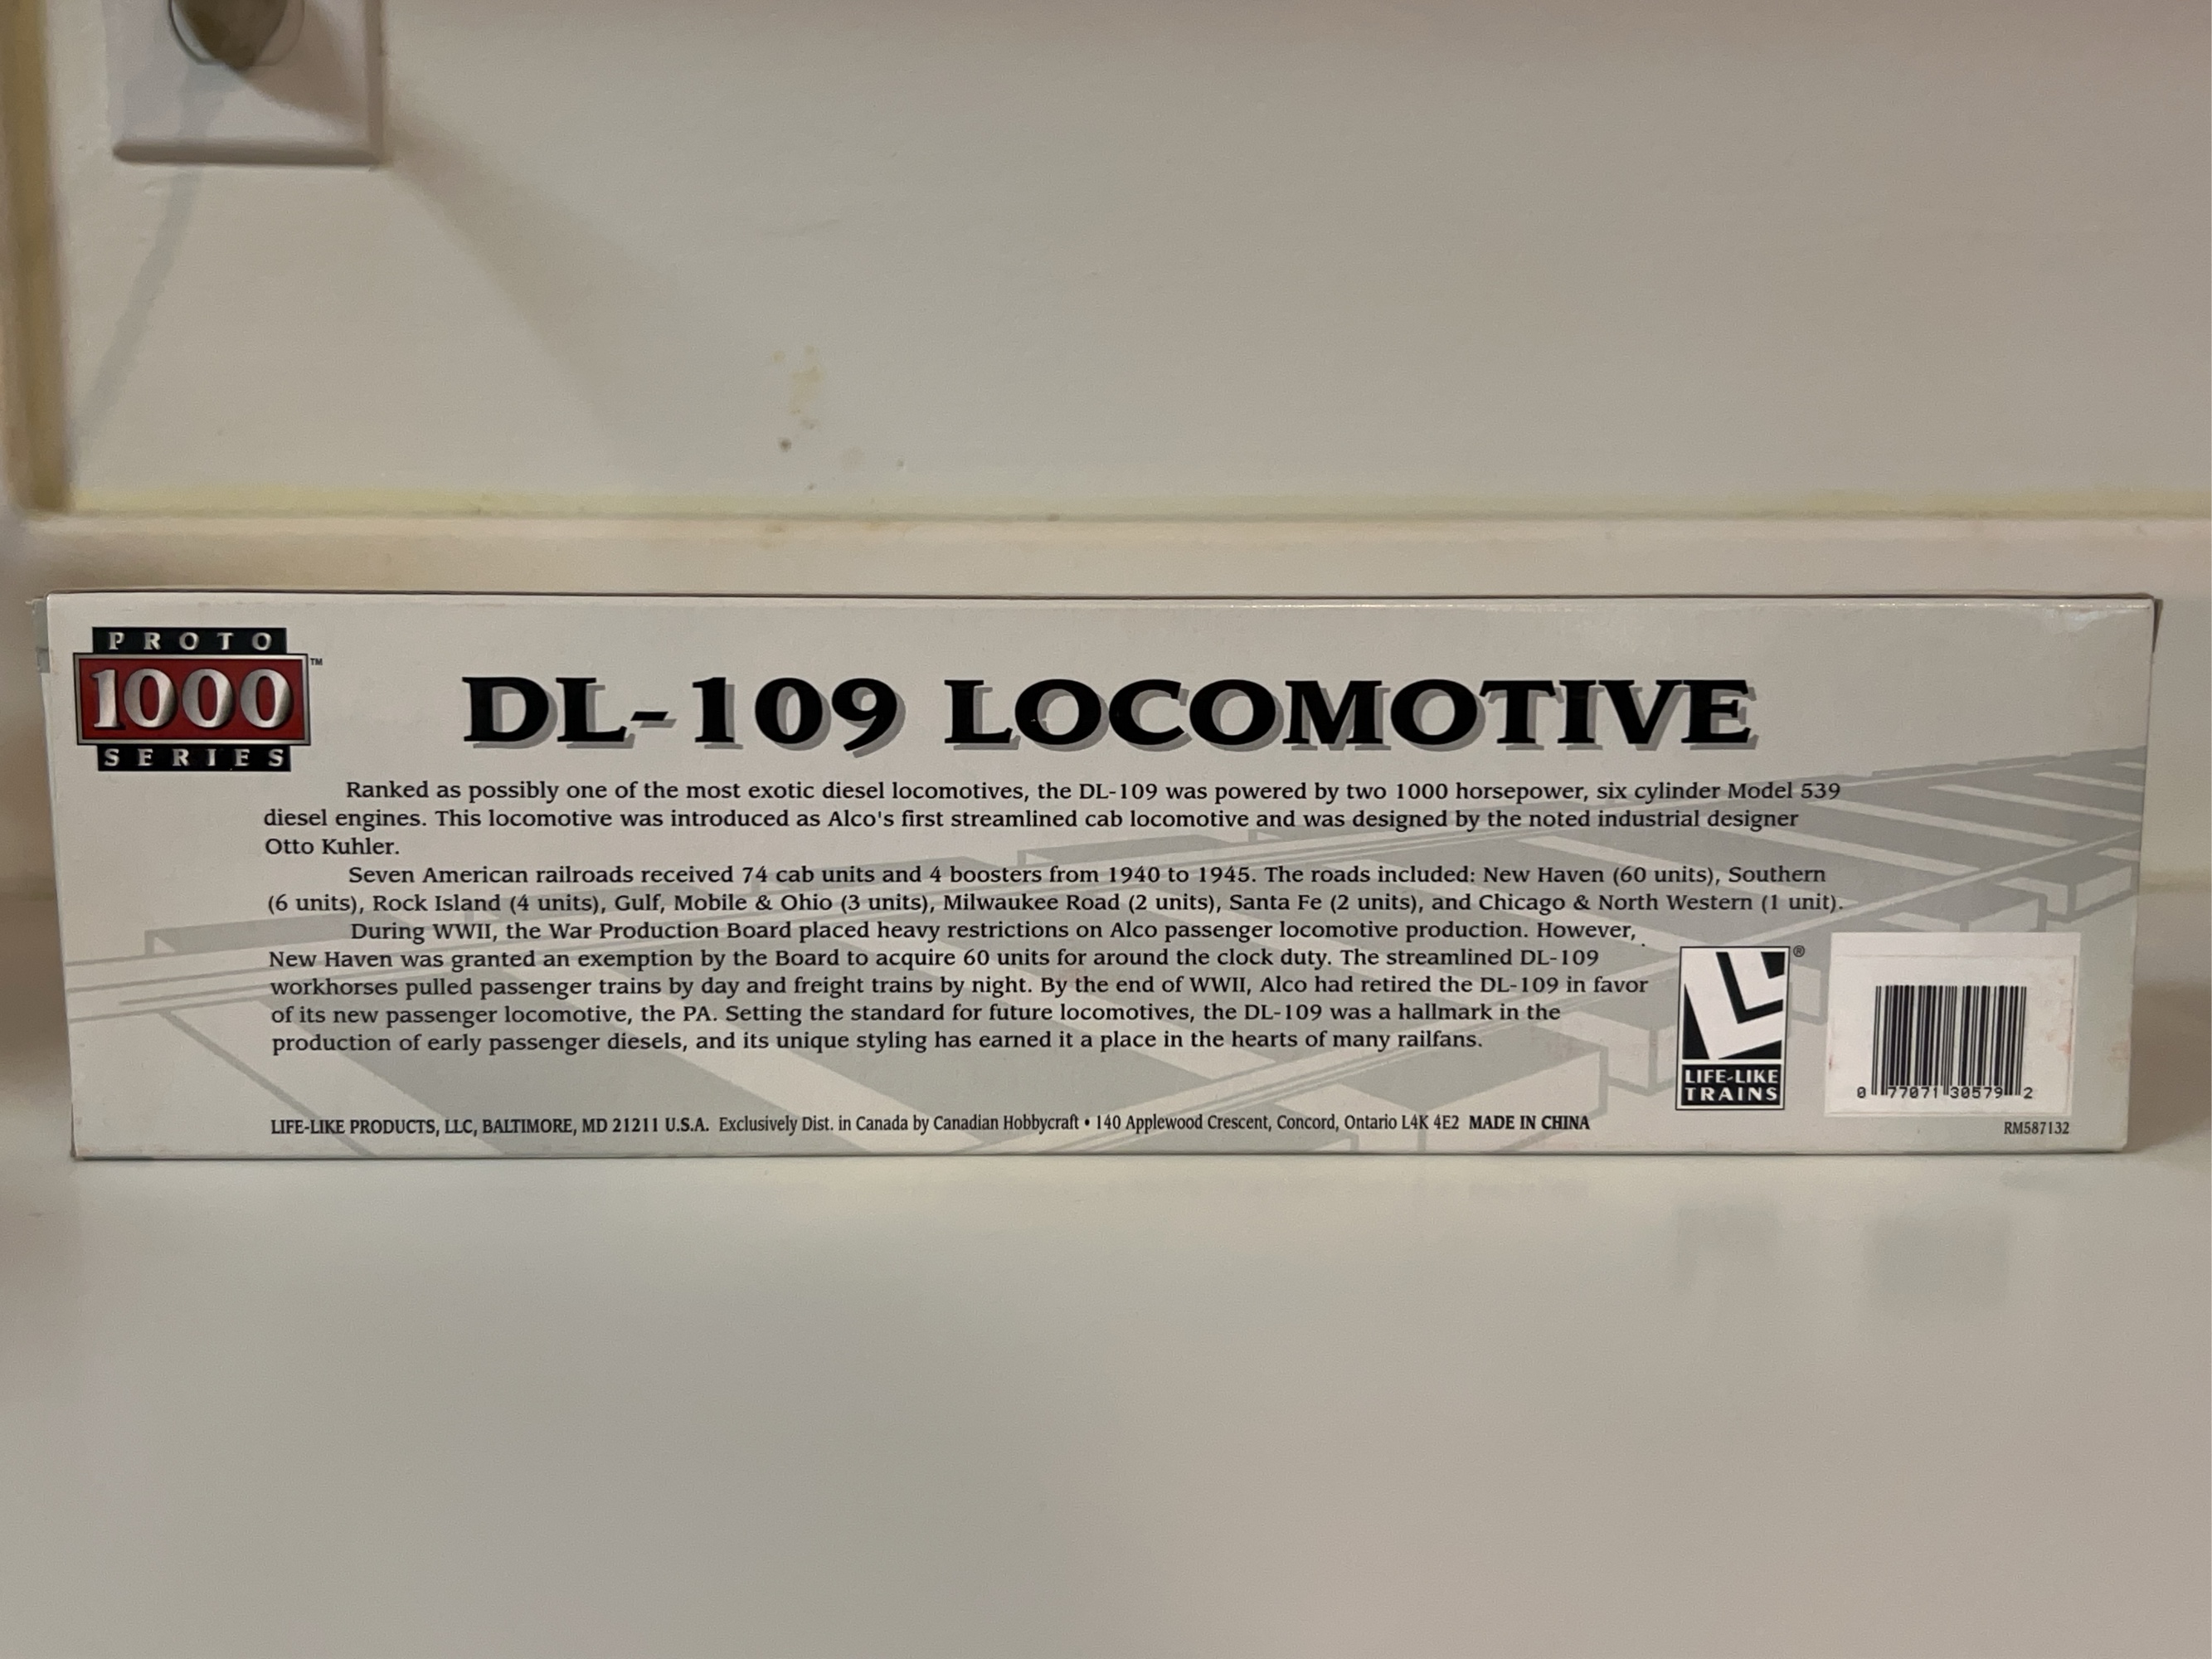 PROTO
1000
SERIES
TM
DL-109 LOCOMOTIVE
Ranked as possibly one of the most exotic diesel locomotives, the DL-109 was powered by two 1000 horsepower, six cylinder Model 539
diesel engines. This locomotive was introduced as Alco's first streamlined cab locomotive and was designed by the noted industrial designer
Otto Kuhler.
Seven American railroads received 74 cab units and 4 boosters from 1940 to 1945. The roads included: New Haven (60 units), Southern
(6 units), Rock Island (4 units), Gulf, Mobile & Ohio (3 units), Milwaukee Road (2 units), Santa Fe (2 units), and Chicago & North Western (1 unit).
During WWII, the War Production Board placed heavy restrictions on Alco passenger locomotive production. However,
New Haven was granted an exemption by the Board to acquire 60 units for around the clock duty. The streamlined DL-109
workhorses pulled passenger trains by day and freight trains by night. By the end of WWII, Alco had retired the DL-109 in favor
of its new passenger locomotive, the PA. Setting the standard for future locomotives, the DL-109 was a hallmark in the
production of early passenger diesels, and its unique styling has earned it a place in the hearts of many railfans.
LIFE-LIKE PRODUCTS, LLC, BALTIMORE, MD 21211 U.S.A. Exclusively Dist. in Canada by Canadian Hobbycraft • 140 Applewood Crescent, Concord, Ontario L4K 4E2 MADE IN CHINA
L ®
LIFE-LIKE
TRAINS
0 77071 30579 2
RM587132